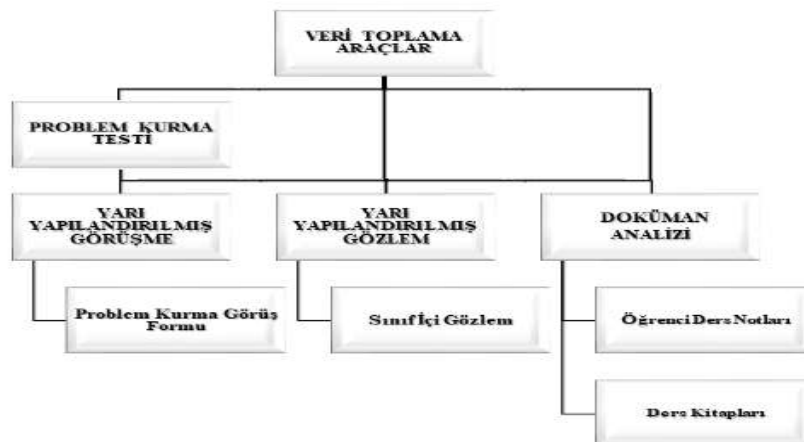 VERİ TOPLAMA
ARAÇLAR
PROBLEM KURMA
TESTİ
YARI
YAPILANDIRILMIŞ
GÖRÜŞME
YARI
YAPILANDIRILMIŞ
GÖZLEM
DOKÜMAN
ANALİZİ
Problem Kurma Görüş
Formu
Sınıf İçi Gözlem
Öğrenci Ders Notları
Ders Kitapları